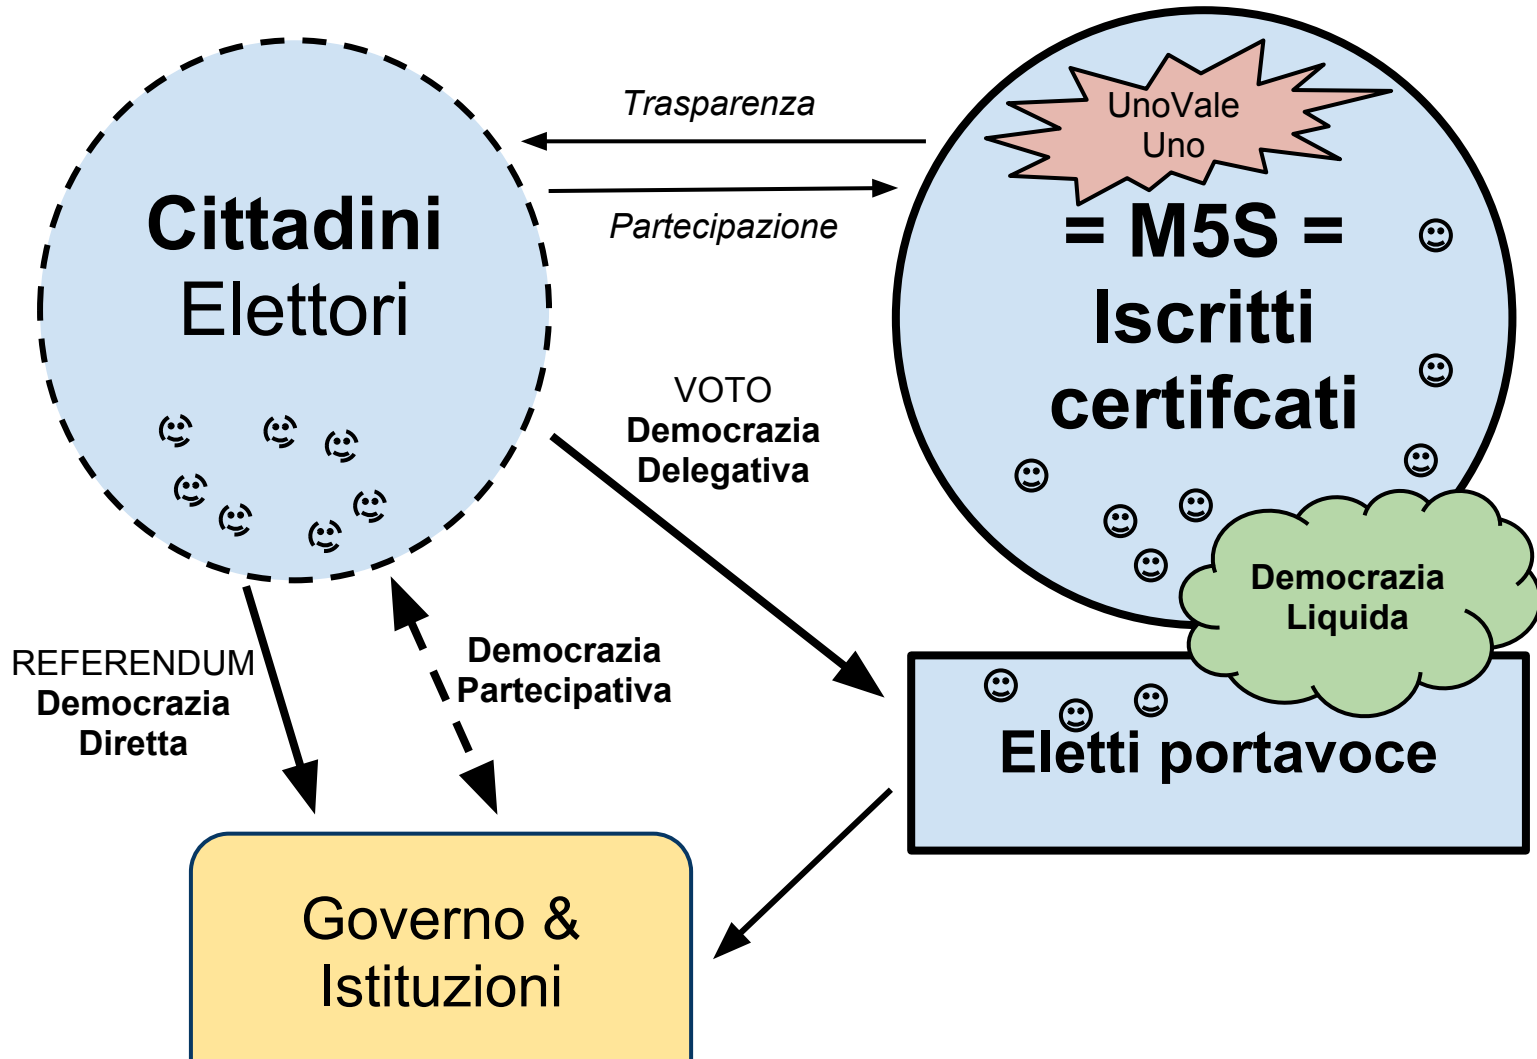 Trasparenza
UnoVale
Uno
Cittadini
Elettori
Partecipazione
= M5S =
Iscritti
certifcati
VOTO
Democrazia
Delegativa
Democrazia
Liquida
REFERENDUM
Democrazia
Diretta
Democrazia
Partecipativa
Eletti portavoce
Governo &
Istituzioni